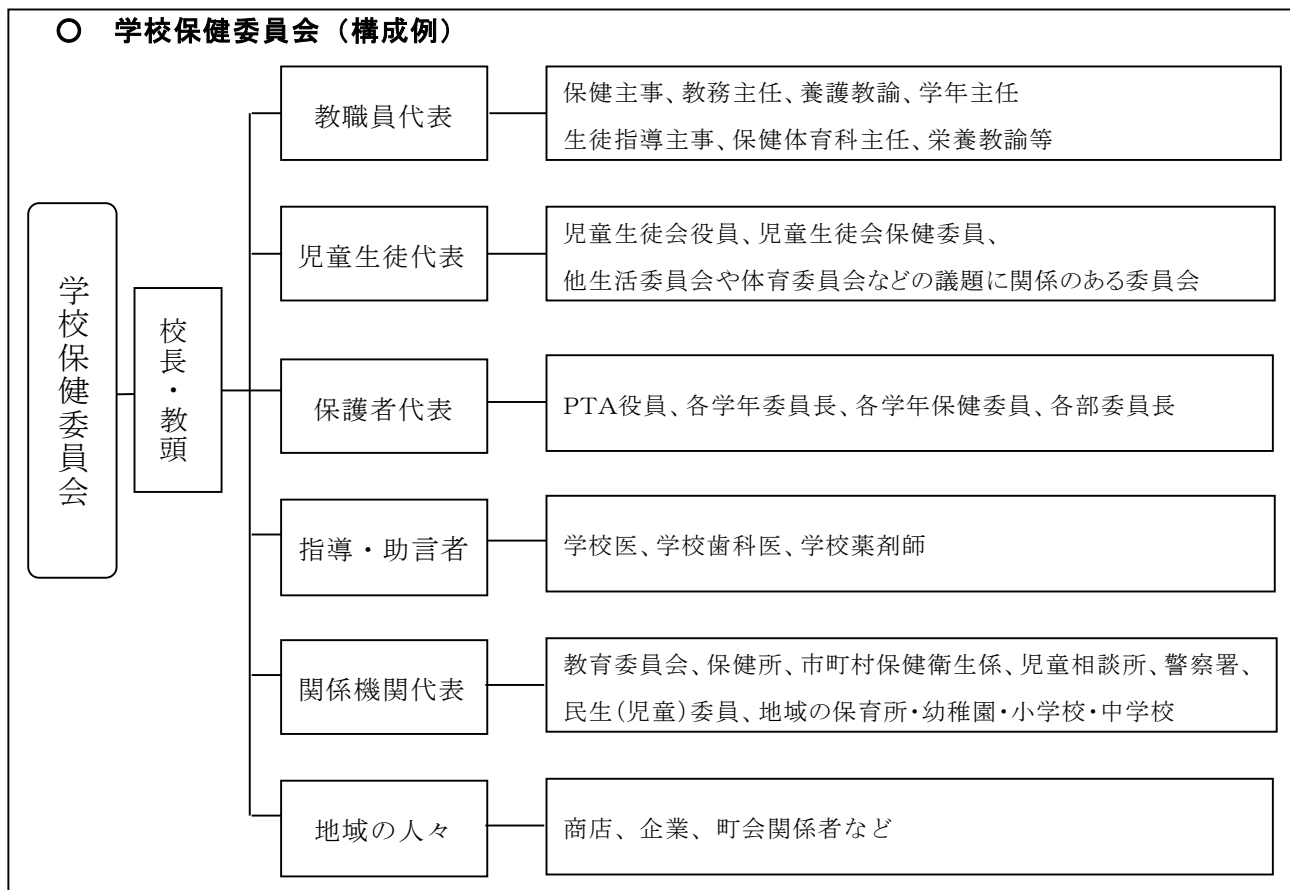 ○ 学校保健委員会（構成例）
学校保健委員会
校長・教頭
教職員代表
保健主事、教務主任、養護教諭、学年主任
生徒指導主事、保健体育科主任、栄養教諭等
児童生徒代表
児童生徒会役員、児童生徒会保健委員、
他生活委員会や体育委員会などの議題に関係のある委員会
保護者代表
PTA役員、各学年委員長、各学年保健委員、各部委員長
指導・助言者
学校医、学校歯科医、学校薬剤師
関係機関代表
教育委員会、保健所、市町村保健衛生係、児童相談所、警察署、
民生(児童)委員、地域の保育所・幼稚園・小学校・中学校
地域の人々
商店、企業、町会関係者など